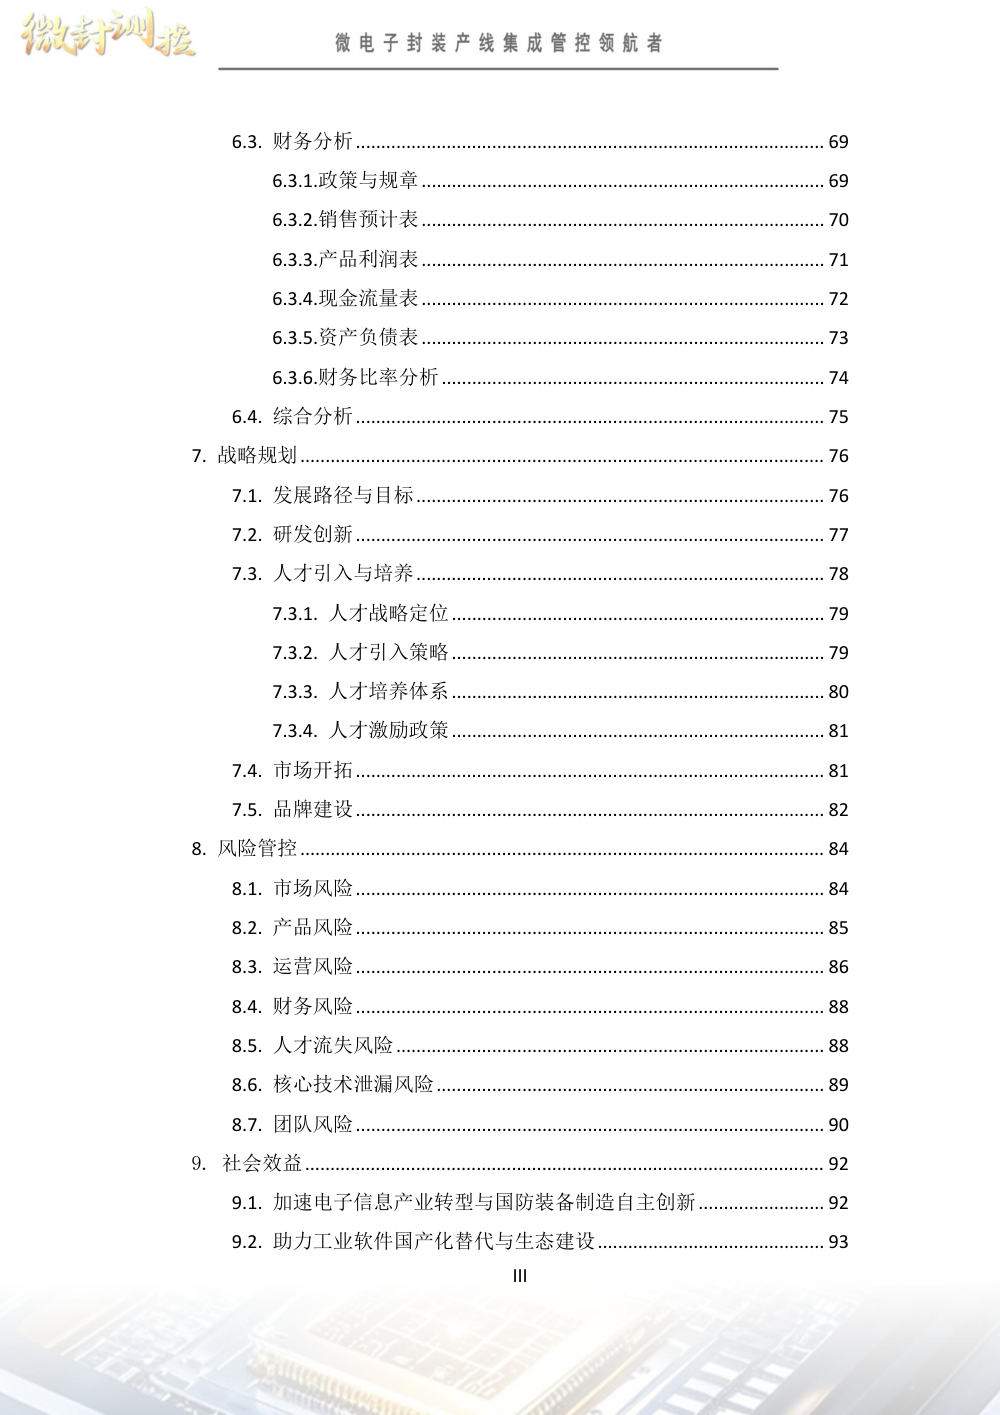 微封测控
微电子封装产线集成管控领航者
6.3. 财务分析 69
6.3.1.政策与规章 69
6.3.2.销售预计表 70
6.3.3.产品利润表 71
6.3.4.现金流量表 72
6.3.5.资产负债表 73
6.3.6.财务比率分析 74
6.4. 综合分析 75
7. 战略规划 76
7.1. 发展路径与目标 76
7.2. 研发创新 77
7.3. 人才引入与培养 78
7.3.1. 人才战略定位 79
7.3.2. 人才引入策略 79
7.3.3. 人才培养体系 80
7.3.4. 人才激励政策 81
7.4. 市场开拓 81
7.5. 品牌建设 82
8. 风险管控 84
8.1. 市场风险 84
8.2. 产品风险 85
8.3. 运营风险 86
8.4. 财务风险 88
8.5. 人才流失风险 88
8.6. 核心技术泄漏风险 89
8.7. 团队风险 90
9. 社会效益 92
9.1. 加速电子信息产业转型与国防装备制造自主创新 92
9.2. 助力工业软件国产化替代与生态建设 93
III